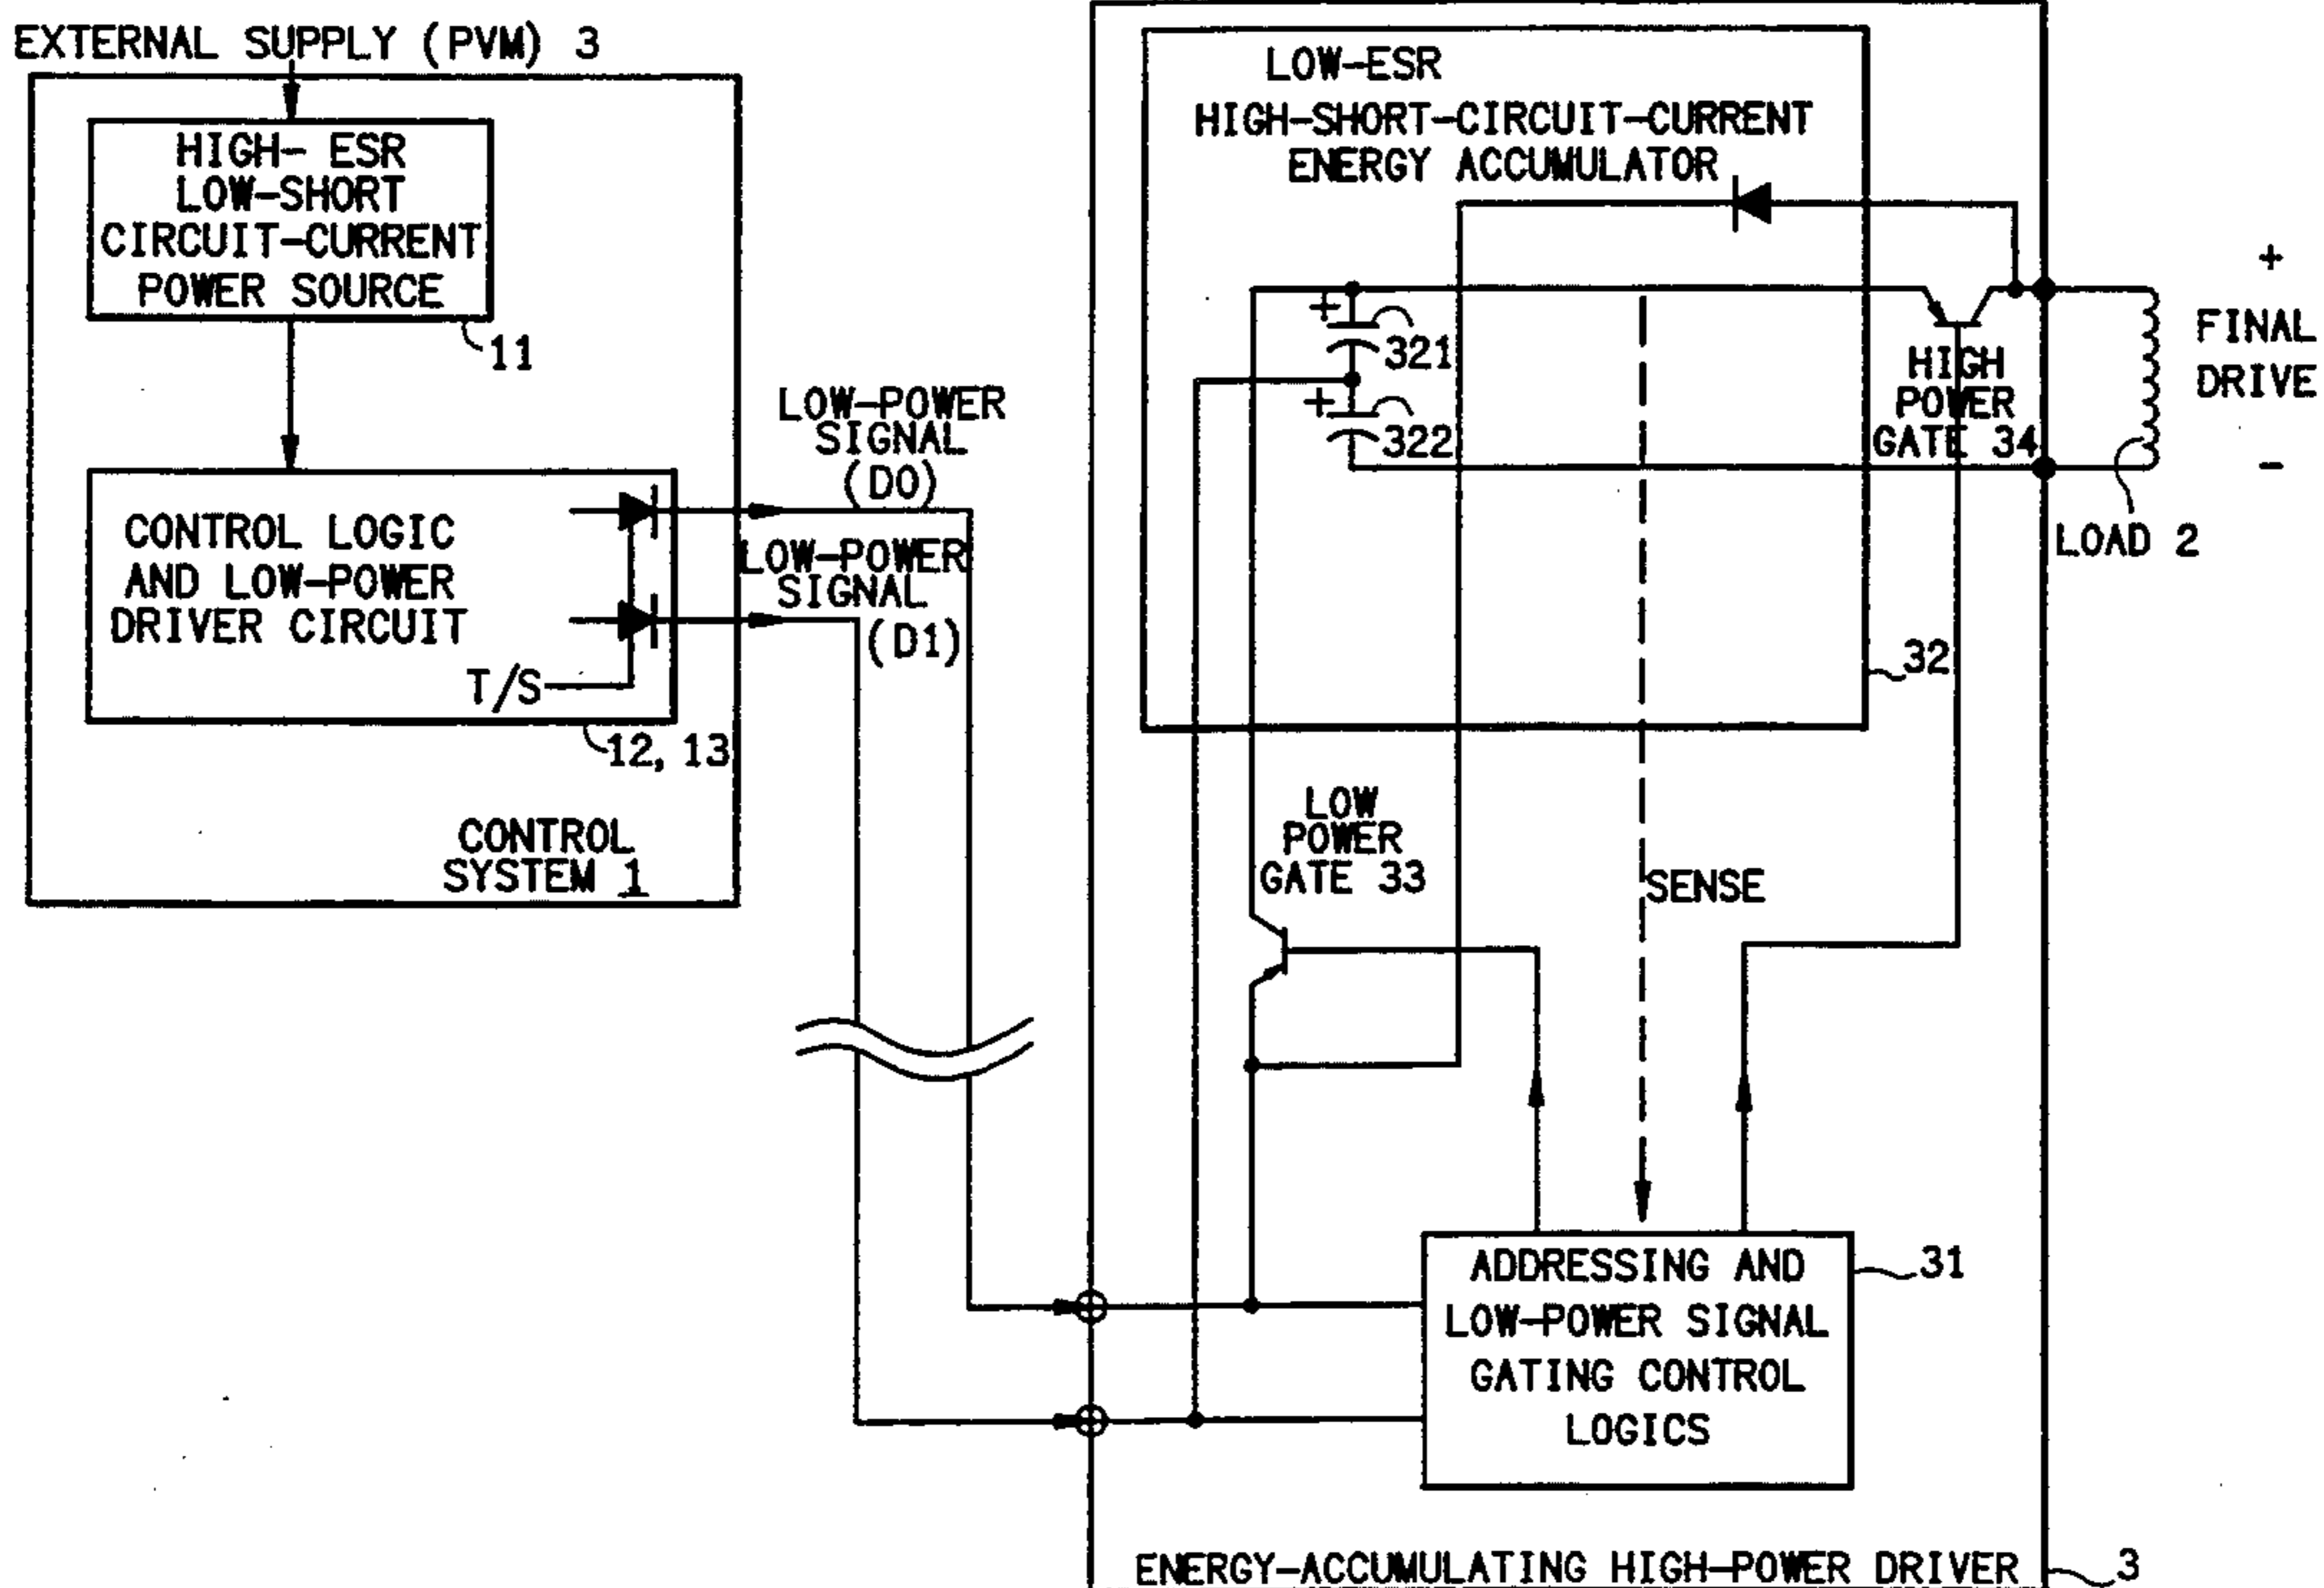 EXTERNAL SUPPLY (PVM) 3
HIGH- ESR
LOW-SHORT
CIRCUIT-CURRENT
POWER SOURCE
11
CONTROL LOGIC
AND LOW-POWER
DRIVER CIRCUIT
T/S
12, 13
CONTROL
SYSTEM 1
LOW-POWER
SIGNAL
(D0)
LOW-POWER
SIGNAL
(D1)
LOW-ESR
HIGH-SHORT-CIRCUIT-CURRENT
ENERGY ACCUMULATOR
+
321
+
322
HIGH
POWER
GATE 34
+
FINAL
DRIVE
-
LOAD 2
32
LOW
POWER
GATE 33
SENSE
ADDRESSING AND
LOW-POWER SIGNAL
GATING CONTROL
LOGICS
31
ENERGY-ACCUMULATING HIGH-POWER DRIVER
3